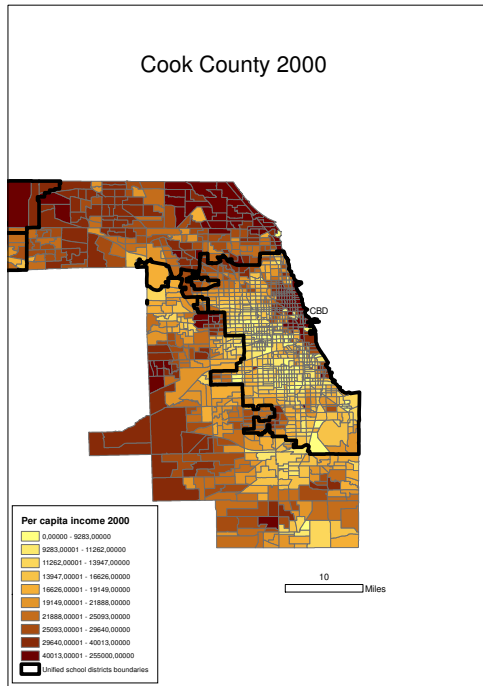 Cook County 2000
CBD
Per capita income 2000
0,00000 - 9283,00000
9283,00001 - 11262,00000
11262,00001 - 13947,00000
13947,00001 - 16626,00000
16626,00001 - 19149,00000
19149,00001 - 21888,00000
21888,00001 - 25093,00000
25093,00001 - 29640,00000
29640,00001 - 40013,00000
40013,00001 - 255000,00000
Unified school districts boundaries
10
Miles